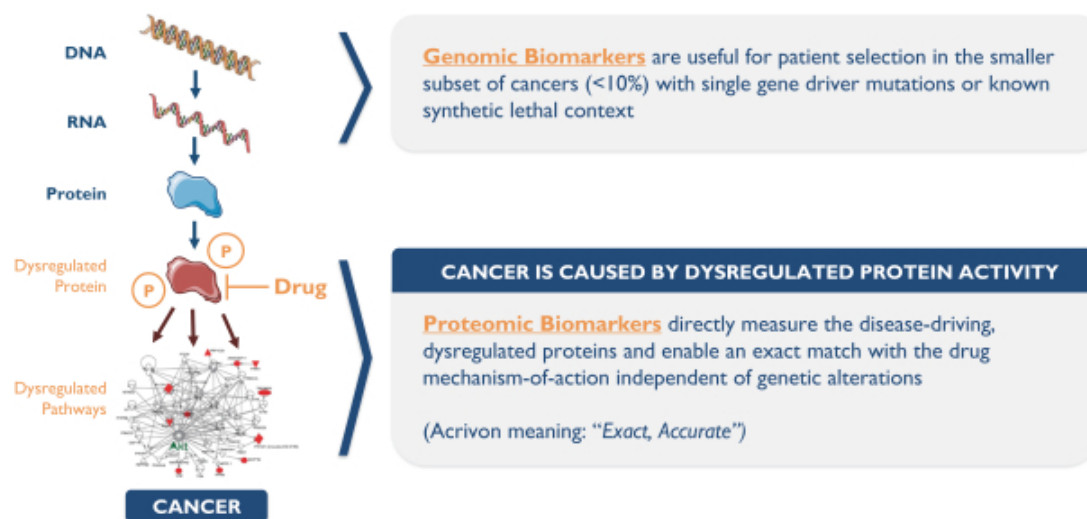 DNA
RNA
Protein
Dysregulated
Protein
P
P
Drug
Dysregulated
Pathways
Akt
CANCER
Genomic Biomarkers are useful for patient selection in the smaller
subset of cancers (<10%) with single gene driver mutations or known
synthetic lethal context
CANCER IS CAUSED BY DYSREGULATED PROTEIN ACTIVITY
Proteomic Biomarkers directly measure the disease-driving,
dysregulated proteins and enable an exact match with the drug
mechanism-of-action independent of genetic alterations
(Acrivon meaning: “Exact, Accurate”)